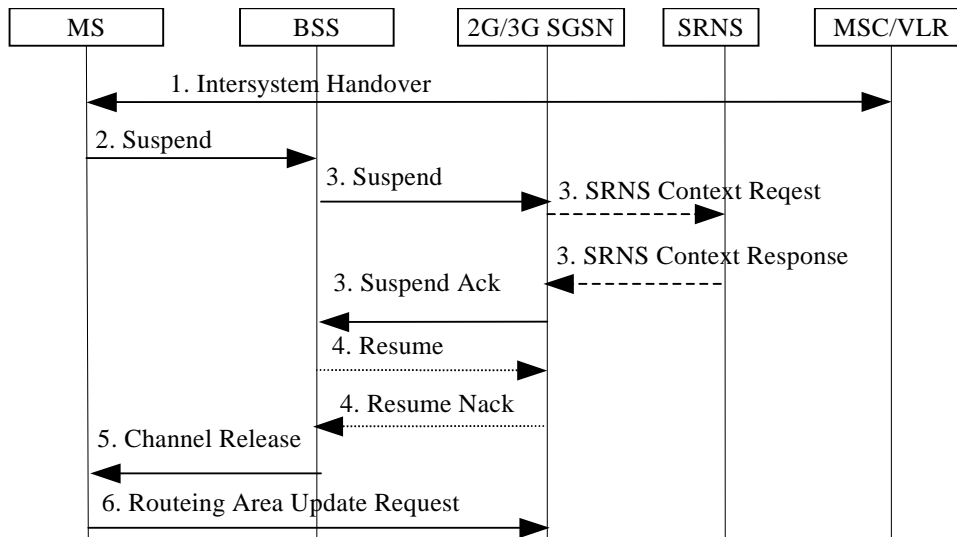 MS
BSS
2G/3G SGSN
SRNS
MSC/VLR
1. Intersystem Handover
2. Suspend
3. Suspend
3. SRNS Context Reqest
3. SRNS Context Response
3. Suspend Ack
4. Resume
4. Resume Nack
5. Channel Release
6. Routeing Area Update Request